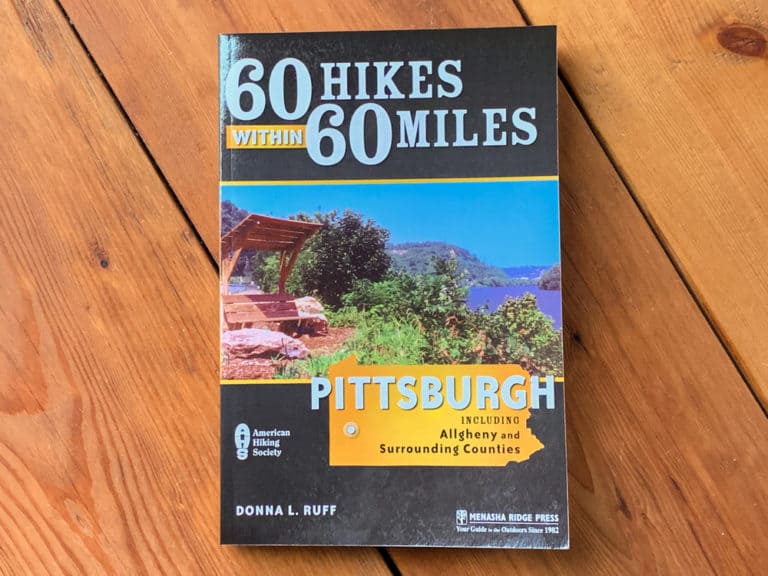 60 HIKES
WITHIN 60 MILES
PITTSBURGH
INCLUDING
Allgheny and
Surrounding Counties
AHS
American
Hiking
Society
DONNA L. RUFF
MENASHA RIDGE PRESS
Your Guide to the Outdoors Since 1982